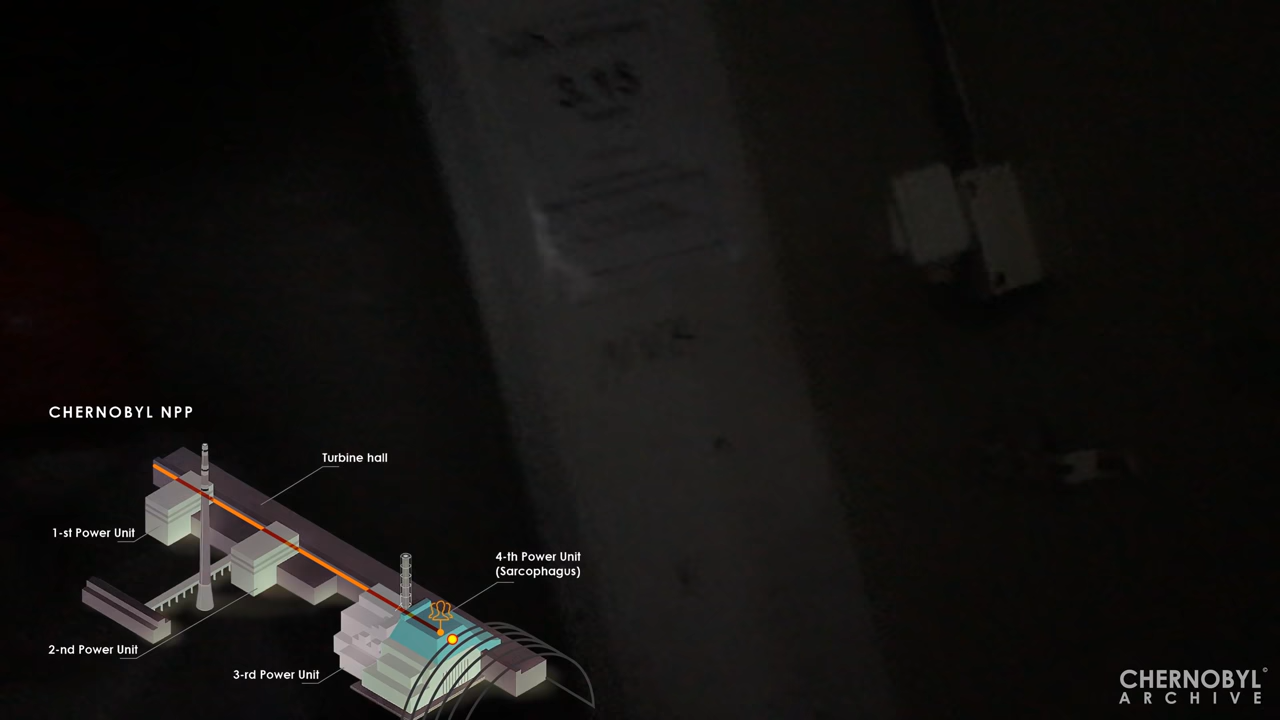 CHERNOBYL NPP
Turbine hall
1-st Power Unit
4-th Power Unit
(Sarcophagus)
2-nd Power Unit
3-rd Power Unit
CHERNOBYL©
ARCHIVE